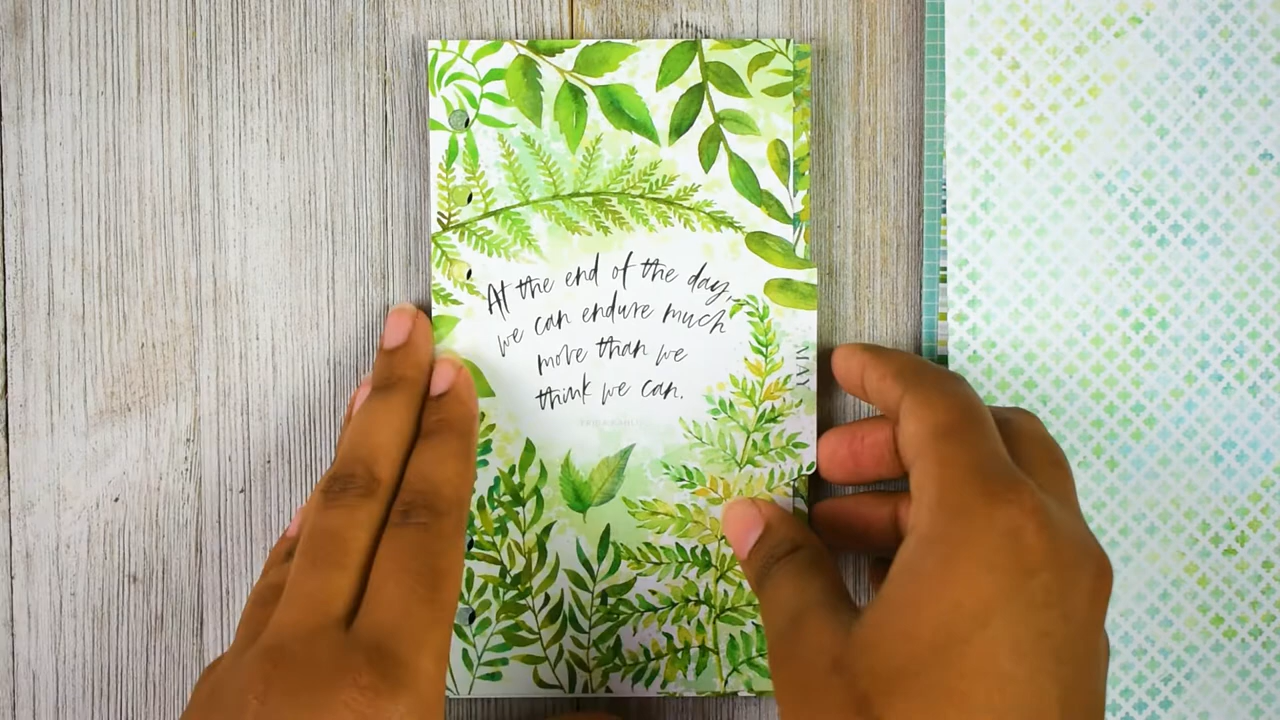 At the end of the day,
we can endure much
more than we
think we can.
MAY